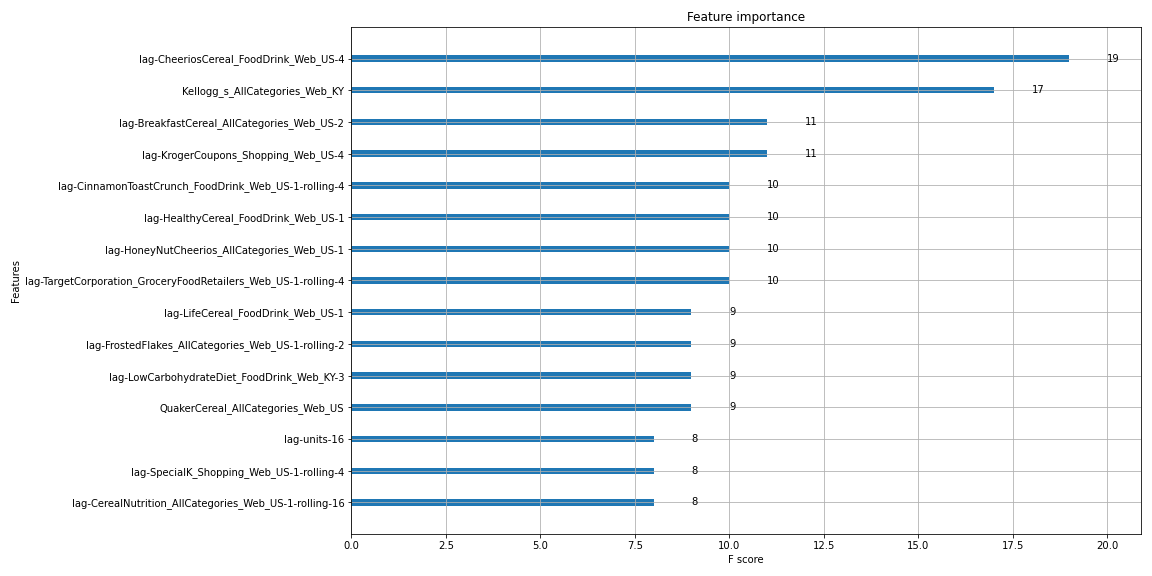 Feature importance
lag-CheeriosCereal_FoodDrink_Web_US-4 19
Kellogg_s_AllCategories_Web_KY 17
lag-BreakfastCereal_AllCategories_Web_US-2 11
lag-KrogerCoupons_Shopping_Web_US-4 11
lag-CinnamonToastCrunch_FoodDrink_Web_US-1-rolling-4 10
lag-HealthyCereal_FoodDrink_Web_US-1 10
lag-HoneyNutCheerios_AllCategories_Web_US-1 10
lag-TargetCorporation_GroceryFoodRetailers_Web_US-1-rolling-4 10
lag-LifeCereal_FoodDrink_Web_US-1 9
lag-FrostedFlakes_AllCategories_Web_US-1-rolling-2 9
lag-LowCarbohydrateDiet_FoodDrink_Web_KY-3 9
QuakerCereal_AllCategories_Web_US 9
lag-units-16 8
lag-SpecialK_Shopping_Web_US-1-rolling-4 8
lag-CerealNutrition_AllCategories_Web_US-1-rolling-16 8
Features
0.0 2.5 5.0 7.5 10.0 12.5 15.0 17.5 20.0
F score